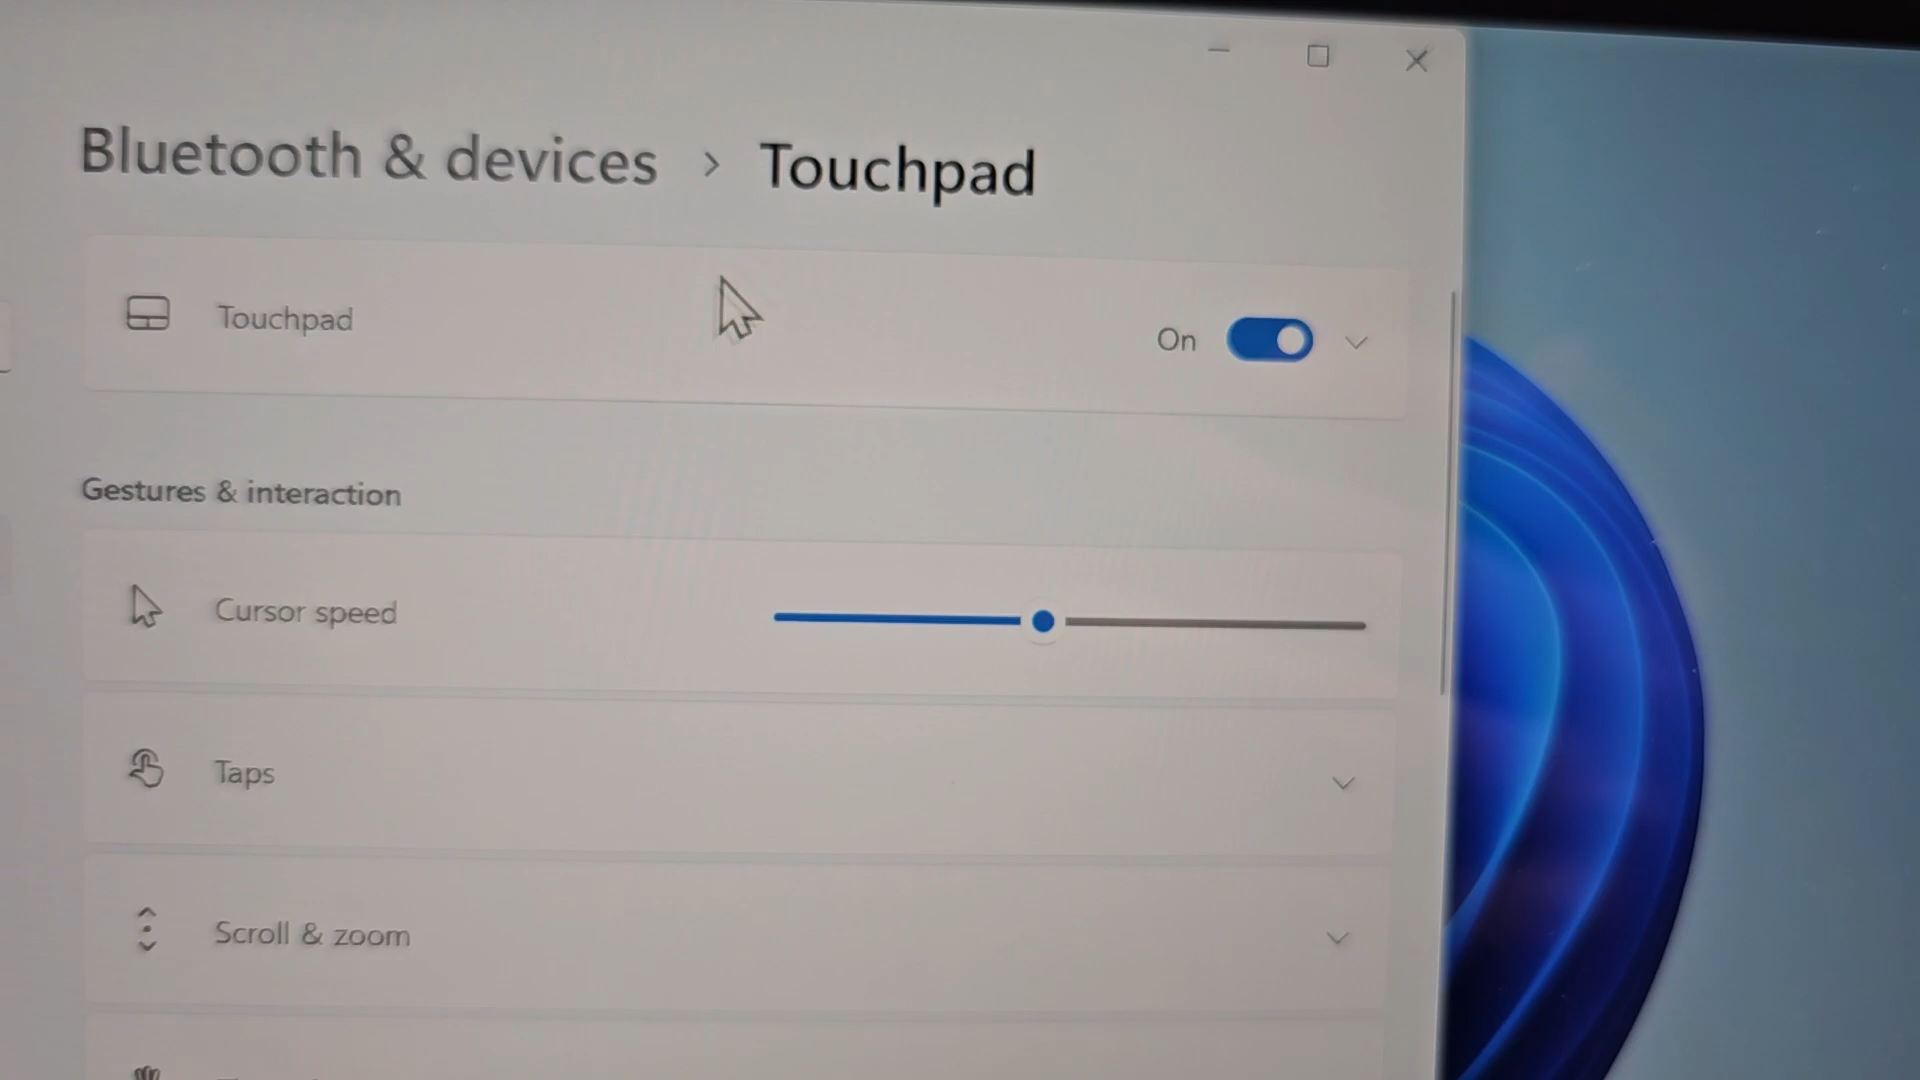 Bluetooth & devices > Touchpad
Touchpad
On
Gestures & interaction
Cursor speed
Taps
Scroll & zoom